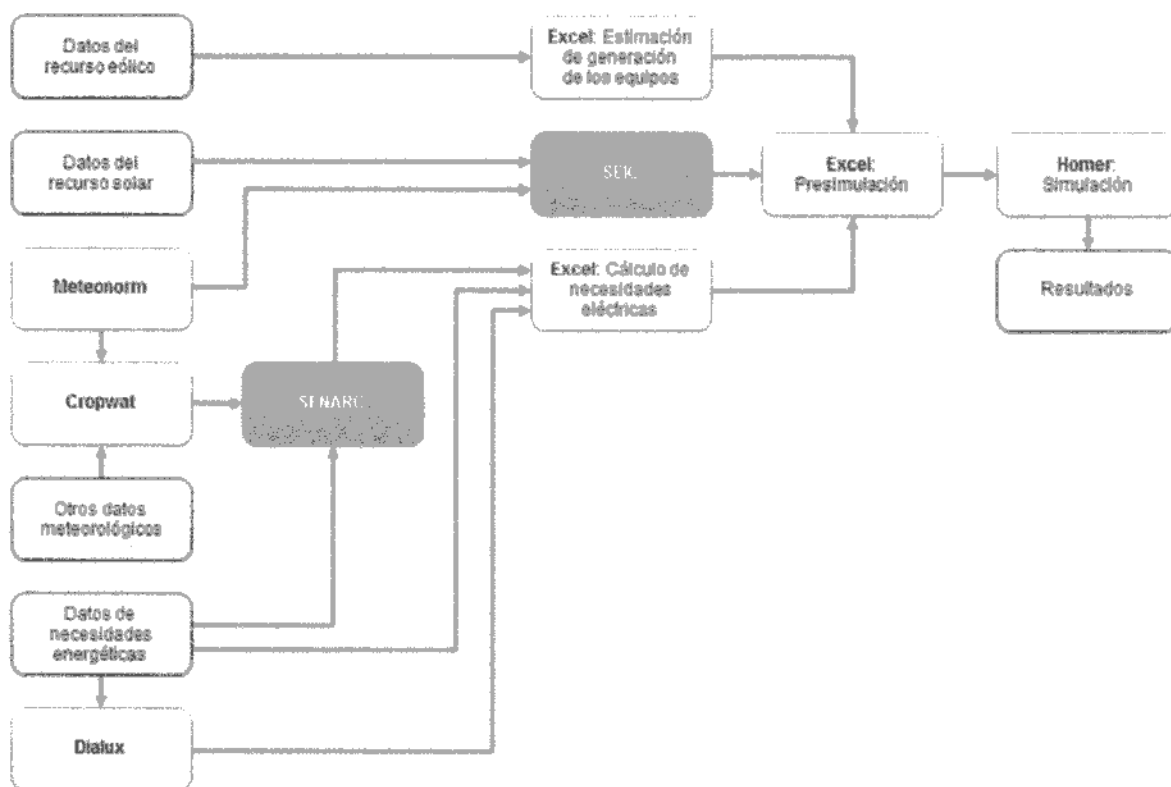 Datos del
recurso eólico
Excel: Estimación
de generación
de los equipos
Datos del
recurso solar
Excel:
Presimulación
Homer:
Simulación
Meteonorm
Excel: Cálculo de
necesidades
eléctricas
Resultados
Cropwat
SENARC
Otros datos
meteorológicos
Datos de
necesidades
energéticas
Dialux